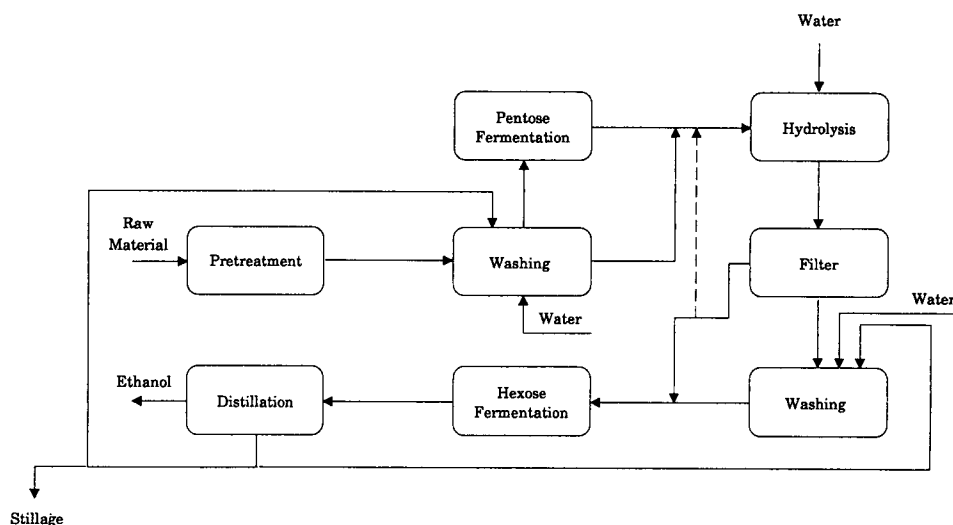 Water
Pentose
Fermentation
Hydrolysis
Raw
Material
Pretreatment
Washing
Filter
Water
Water
Ethanol
Distillation
Hexose
Fermentation
Washing
Stillage